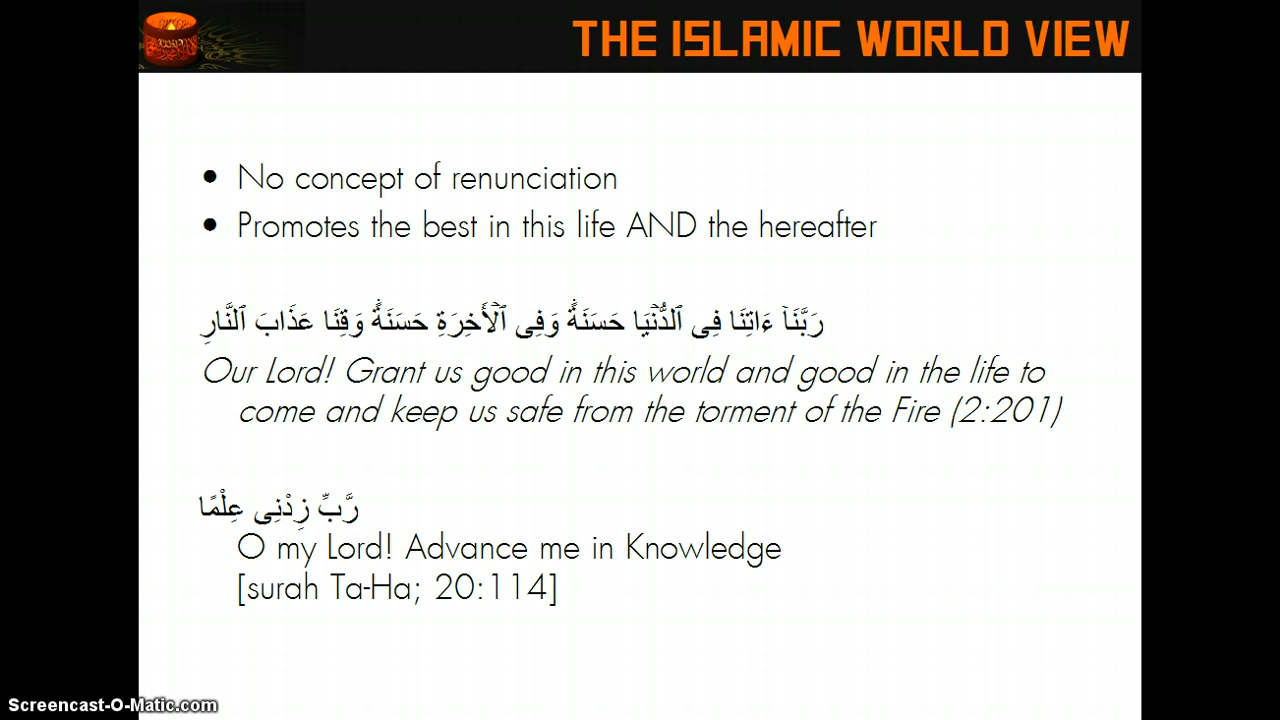 THE ISLAMIC WORLD VIEW
• No concept of renunciation
• Promotes the best in this life AND the hereafter
رَبَّنَآ ءَاتِنَا فِى ٱلدُّنۡيَا حَسَنَةً۬ وَفِى ٱلۡأَخِرَةِ حَسَنَةً۬ وَقِنَا عَذَابَ ٱلنَّارِ
Our Lord! Grant us good in this world and good in the life to
come and keep us safe from the torment of the Fire (2:201)
رَّبِّ زِدْنِى عِلْمًا
O my Lord! Advance me in Knowledge
[surah Ta-Ha; 20:114]
Screencast-O-Matic.com